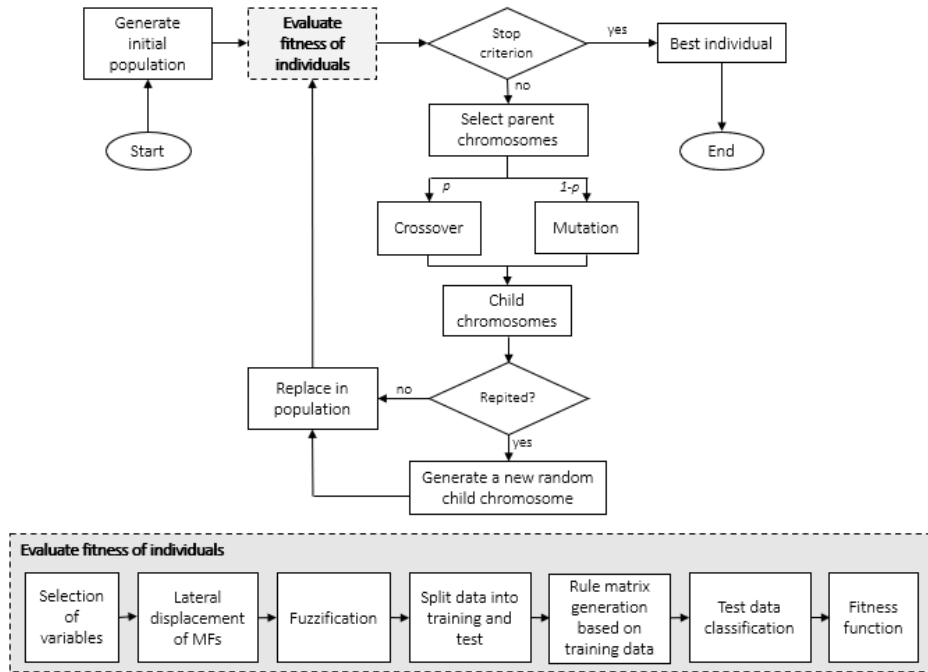 Generate
initial
population
Evaluate
fitness of
individuals
Stop
criterion
yes
Best individual
no
Start
Select parent
chromosomes
End
p
1-p
Crossover
Mutation
Child
chromosomes
Replace in
population
no
Repited?
yes
Generate a new random
child chromosome
Evaluate fitness of individuals
Selection
of
variables
Lateral
displacement
of MFs
Fuzzification
Split data into
training and
test
Rule matrix
generation
based on
training data
Test data
classification
Fitness
function